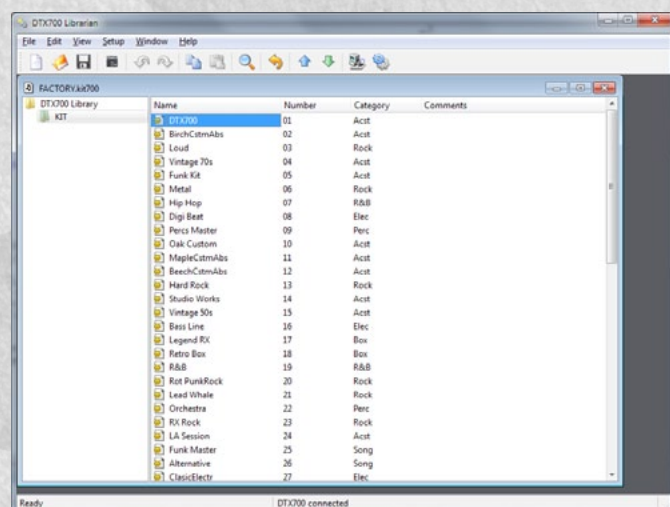 DTX700 Librarian
File Edit View Setup Window Help
FACTORY.kit700
DTX700 Library
KIT
Name Number Category Comments
DTX700 01 Acst
BirchCstmAbs 02 Acst
Loud 03 Rock
Vintage 70s 04 Acst
Funk Kit 05 Acst
Metal 06 Rock
Hip Hop 07 R&B
Digi Beat 08 Elec
Percs Master 09 Perc
Oak Custom 10 Acst
MapleCstmAbs 11 Acst
BeechCstmAbs 12 Acst
Hard Rock 13 Rock
Studio Works 14 Acst
Vintage 50s 15 Acst
Bass Line 16 Elec
Legend RX 17 Box
Retro Box 18 Box
R&B 19 R&B
Rot PunkRock 20 Rock
Lead Whale 21 Rock
Orchestra 22 Perc
RX Rock 23 Rock
LA Session 24 Acst
Funk Master 25 Song
Alternative 26 Song
ClasicElectr 27 Elec
Ready DTX700 connected